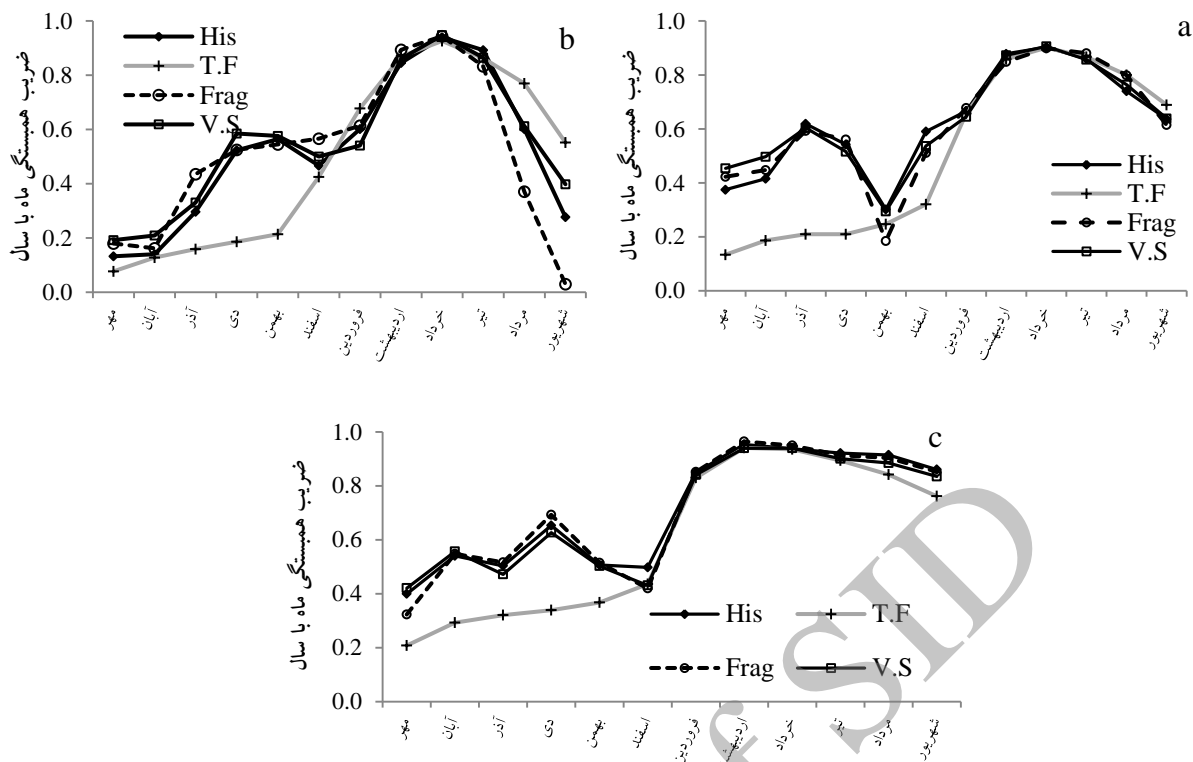 b
ضریب همبستگی ماه با سال
1.0
0.8
0.6
0.4
0.2
0.0
His
T.F
Frag
V.S
مهر
آبان
آذر
دی
بهمن
اسفند
فروردین
اردیبهشت
خرداد
تیر
مرداد
شهریور
a
ضریب همبستگی ماه با سال
1.0
0.8
0.6
0.4
0.2
0.0
His
T.F
Frag
V.S
مهر
آبان
آذر
دی
بهمن
اسفند
فروردین
اردیبهشت
خرداد
تیر
مرداد
شهریور
c
ضریب همبستگی ماه با سال
1.0
0.8
0.6
0.4
0.2
0.0
His
T.F
Frag
V.S
مهر
آبان
آذر
دی
بهمن
اسفند
فروردین
اردیبهشت
خرداد
تیر
مرداد
شهریور
f SID